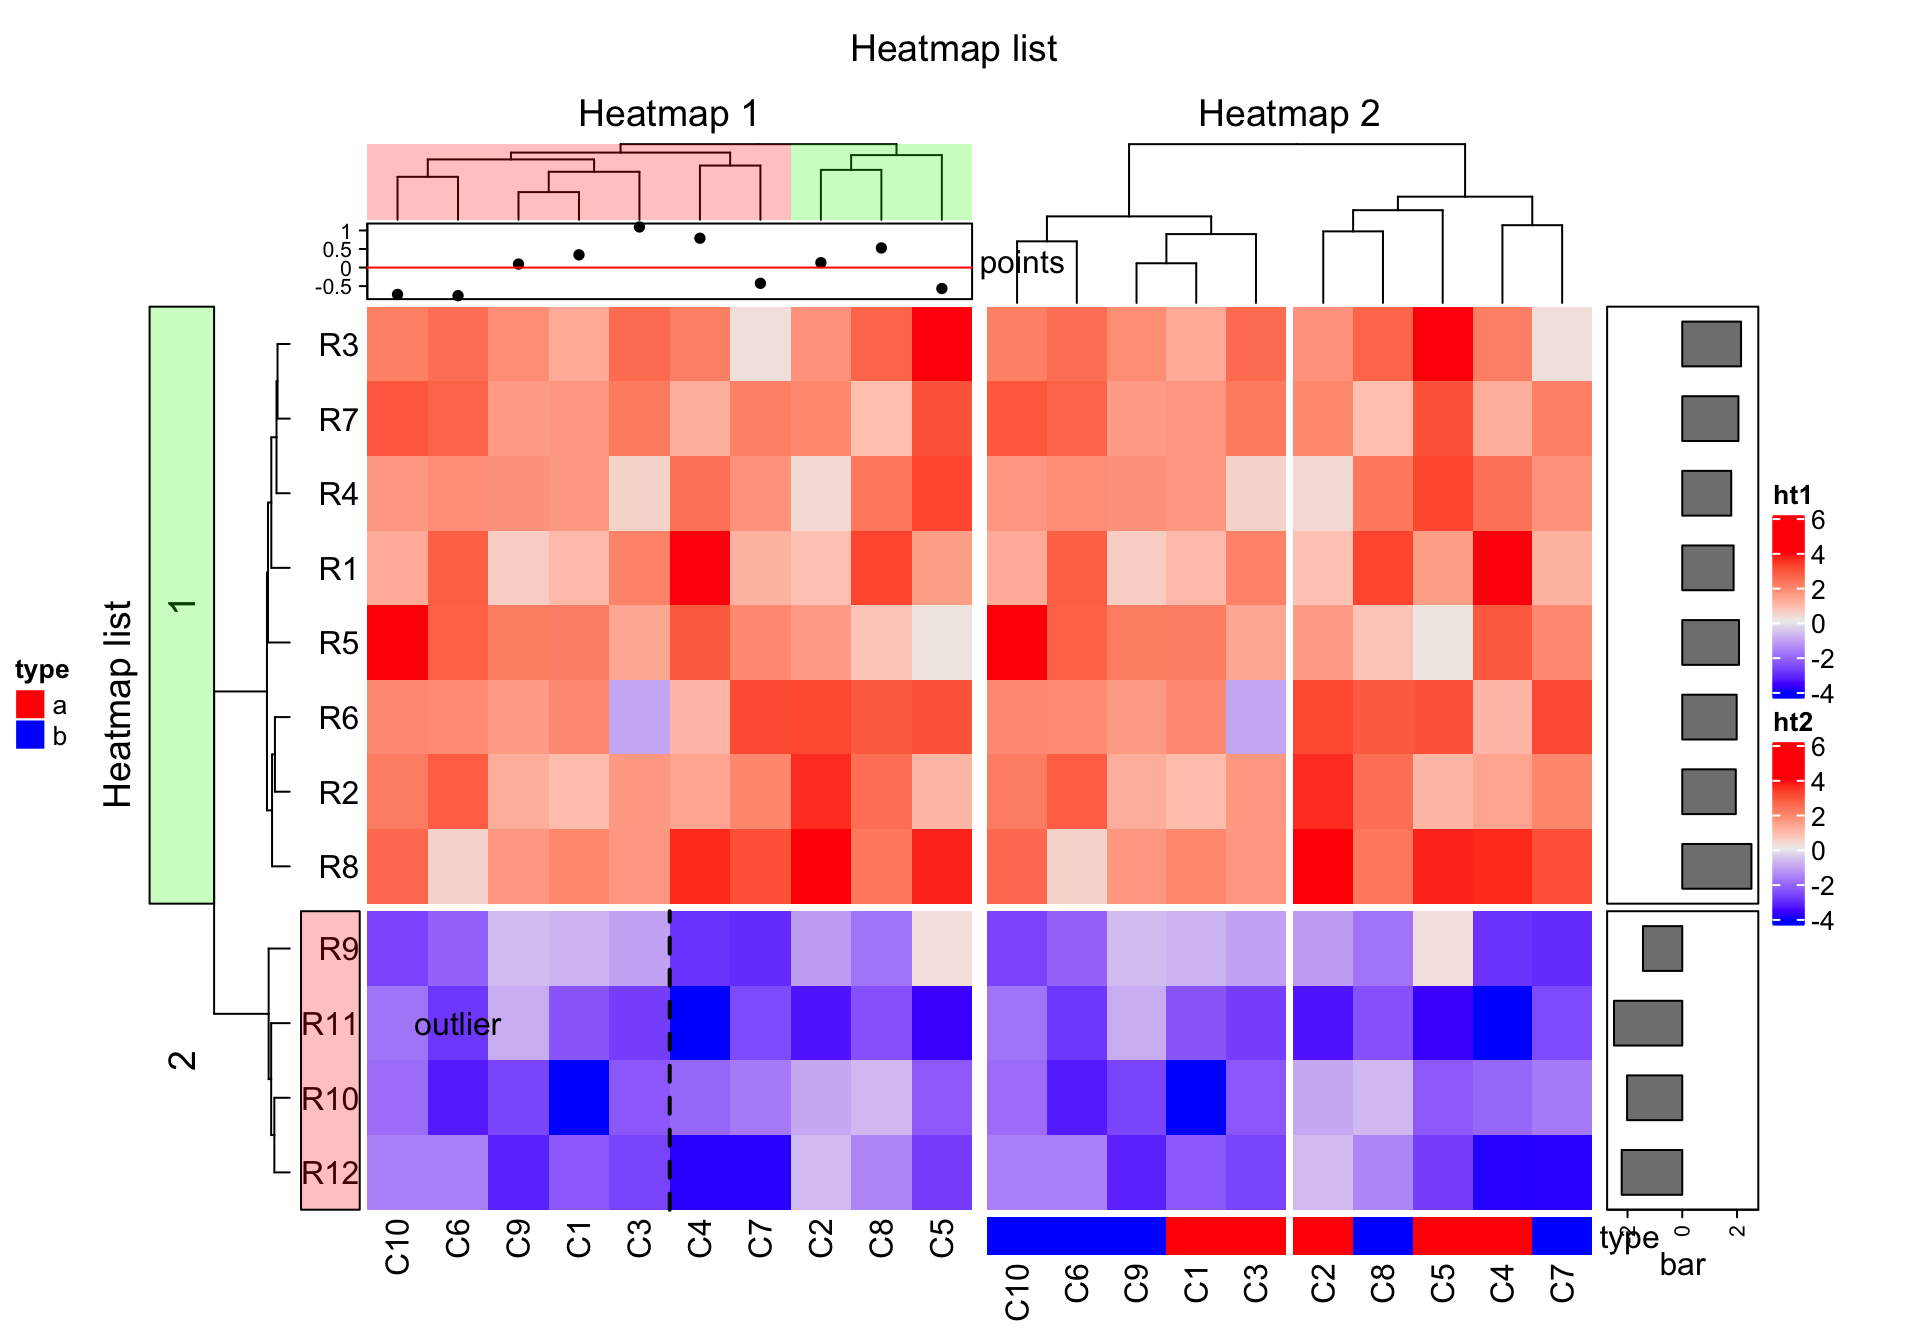 Heatmap list
Heatmap 1
Heatmap 2
1
0.5
0
-0.5
points
Heatmap list
1
2
type
a
b
R3
R7
R4
R1
R5
R6
R2
R8
R9
R11
R10
R12
outlier
C10 C6 C9 C1 C3 C4 C7 C2 C8 C5
type
C10 C6 C9 C1 C3 C2 C8 C5 C4 C7
-2 0 2
bar
ht1
6
4
2
0
-2
-4
ht2
6
4
2
0
-2
-4